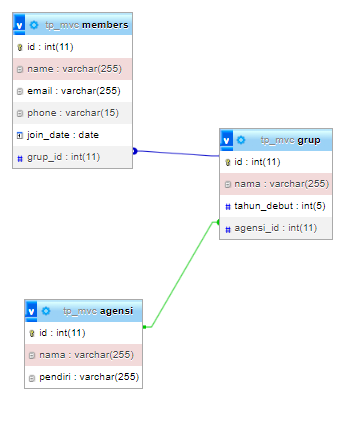 v tp_mvc members
id : int(11)
name : varchar(255)
email : varchar(255)
phone : varchar(15)
join_date : date
# grup_id : int(11)
v tp_mvc grup
id : int(11)
nama : varchar(255)
# tahun_debut : int(5)
# agensi_id : int(11)
v tp_mvc agensi
id : int(11)
nama : varchar(255)
pendiri : varchar(255)